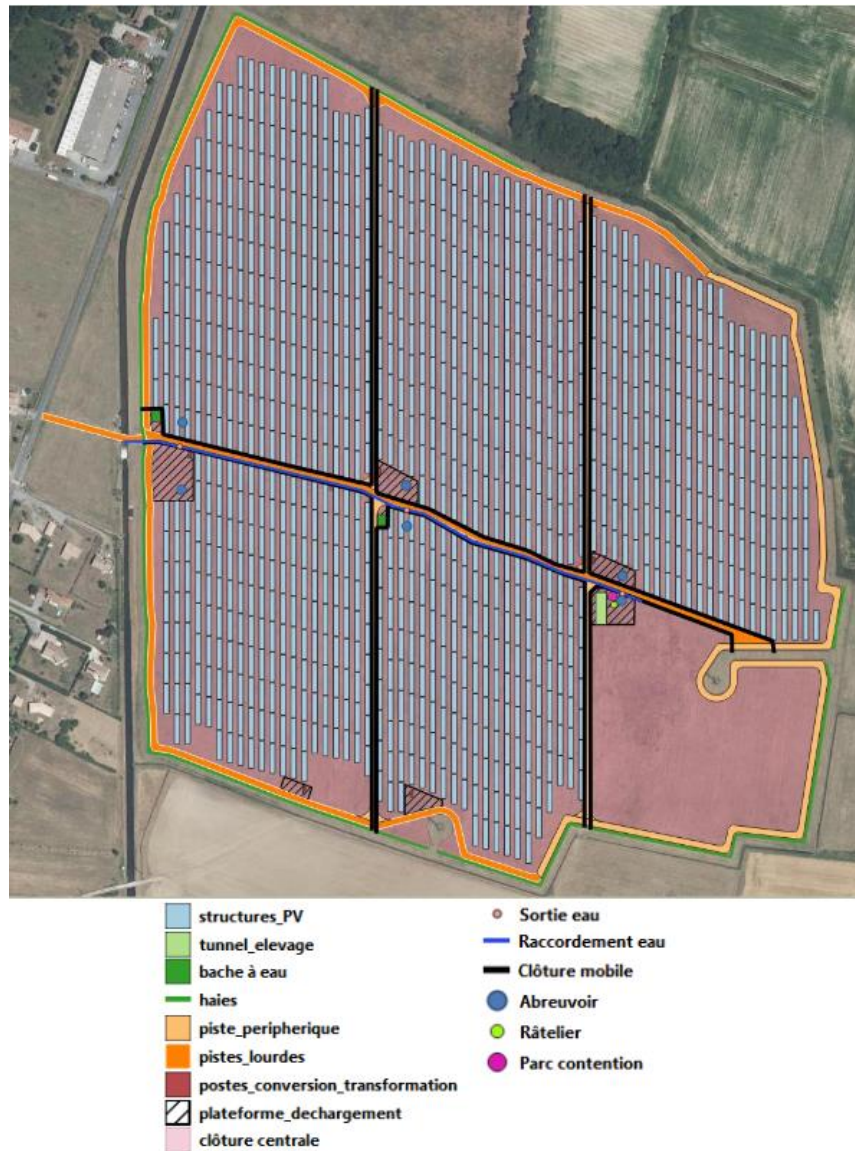 structures_PV
tunnel_elevage
bache à eau
haies
piste_peripherique
pistes_lourdes
postes_conversion_transformation
plateforme_dechargement
clôture centrale
Sortie eau
Raccordement eau
Clôture mobile
Abreuvoir
Râtelier
Parc contention